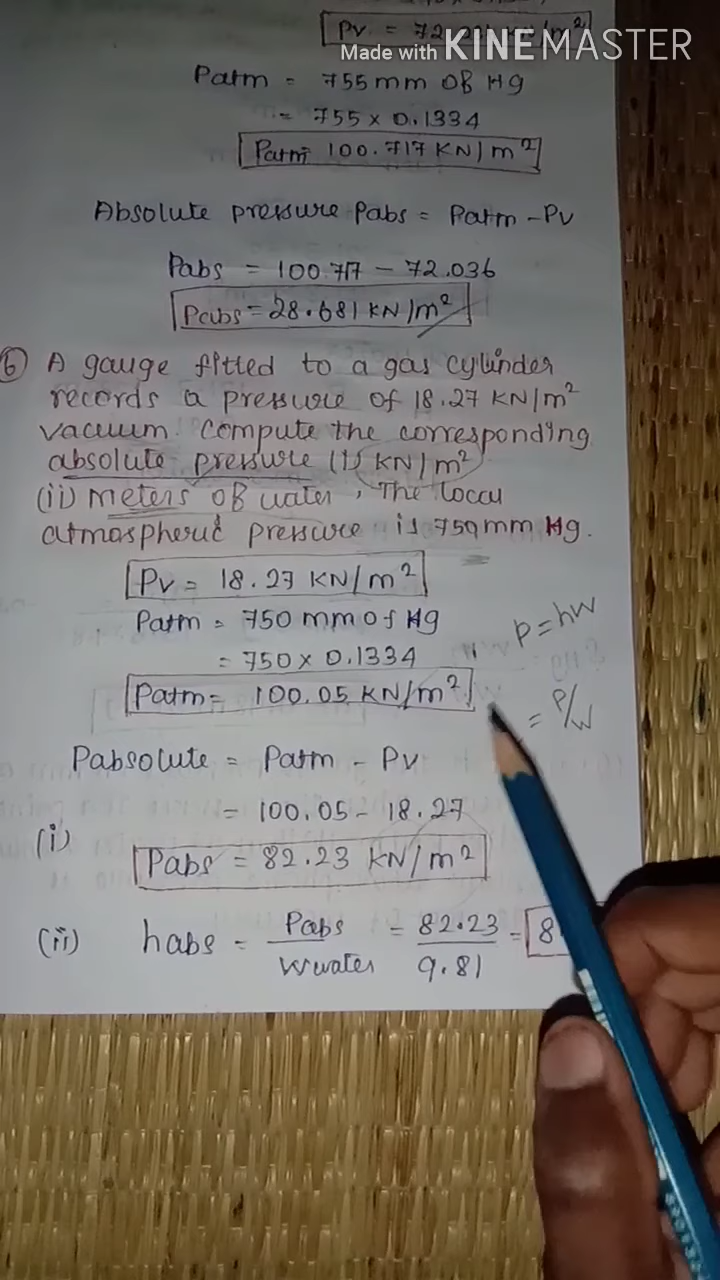 Pv = 72.
Made with KINEMASTER
Patm = 755 mm OB Hg
= 755 x 0.1334
Patm= 100.717 KN/m²
Absolute pressure Pabs = Patm - Pv
Pabs = 100.717 - 72.036
Pabs = 28.681 KN/m²
6 A gauge fitted to a gas cylinder
records a pressure of 18.27 KN/m²
vacuum. Compute the corresponding
absolute pressure (i) KN/m²
(ii) meters OB water, The local
atmospheric pressure is 750 mm Hg.
Pv = 18.27 KN/m²
Patm = 750 mm of Hg
= 750 x 0.1334
Patm = 100.05 KN/m²
P = hW
= P/W
Pabsolute = Patm - Pv
= 100.05 - 18.27
(i)
Pabs = 82.23 KN/m²
(ii) habs = Pabs / Wwater = 82.23 / 9.81 = 8